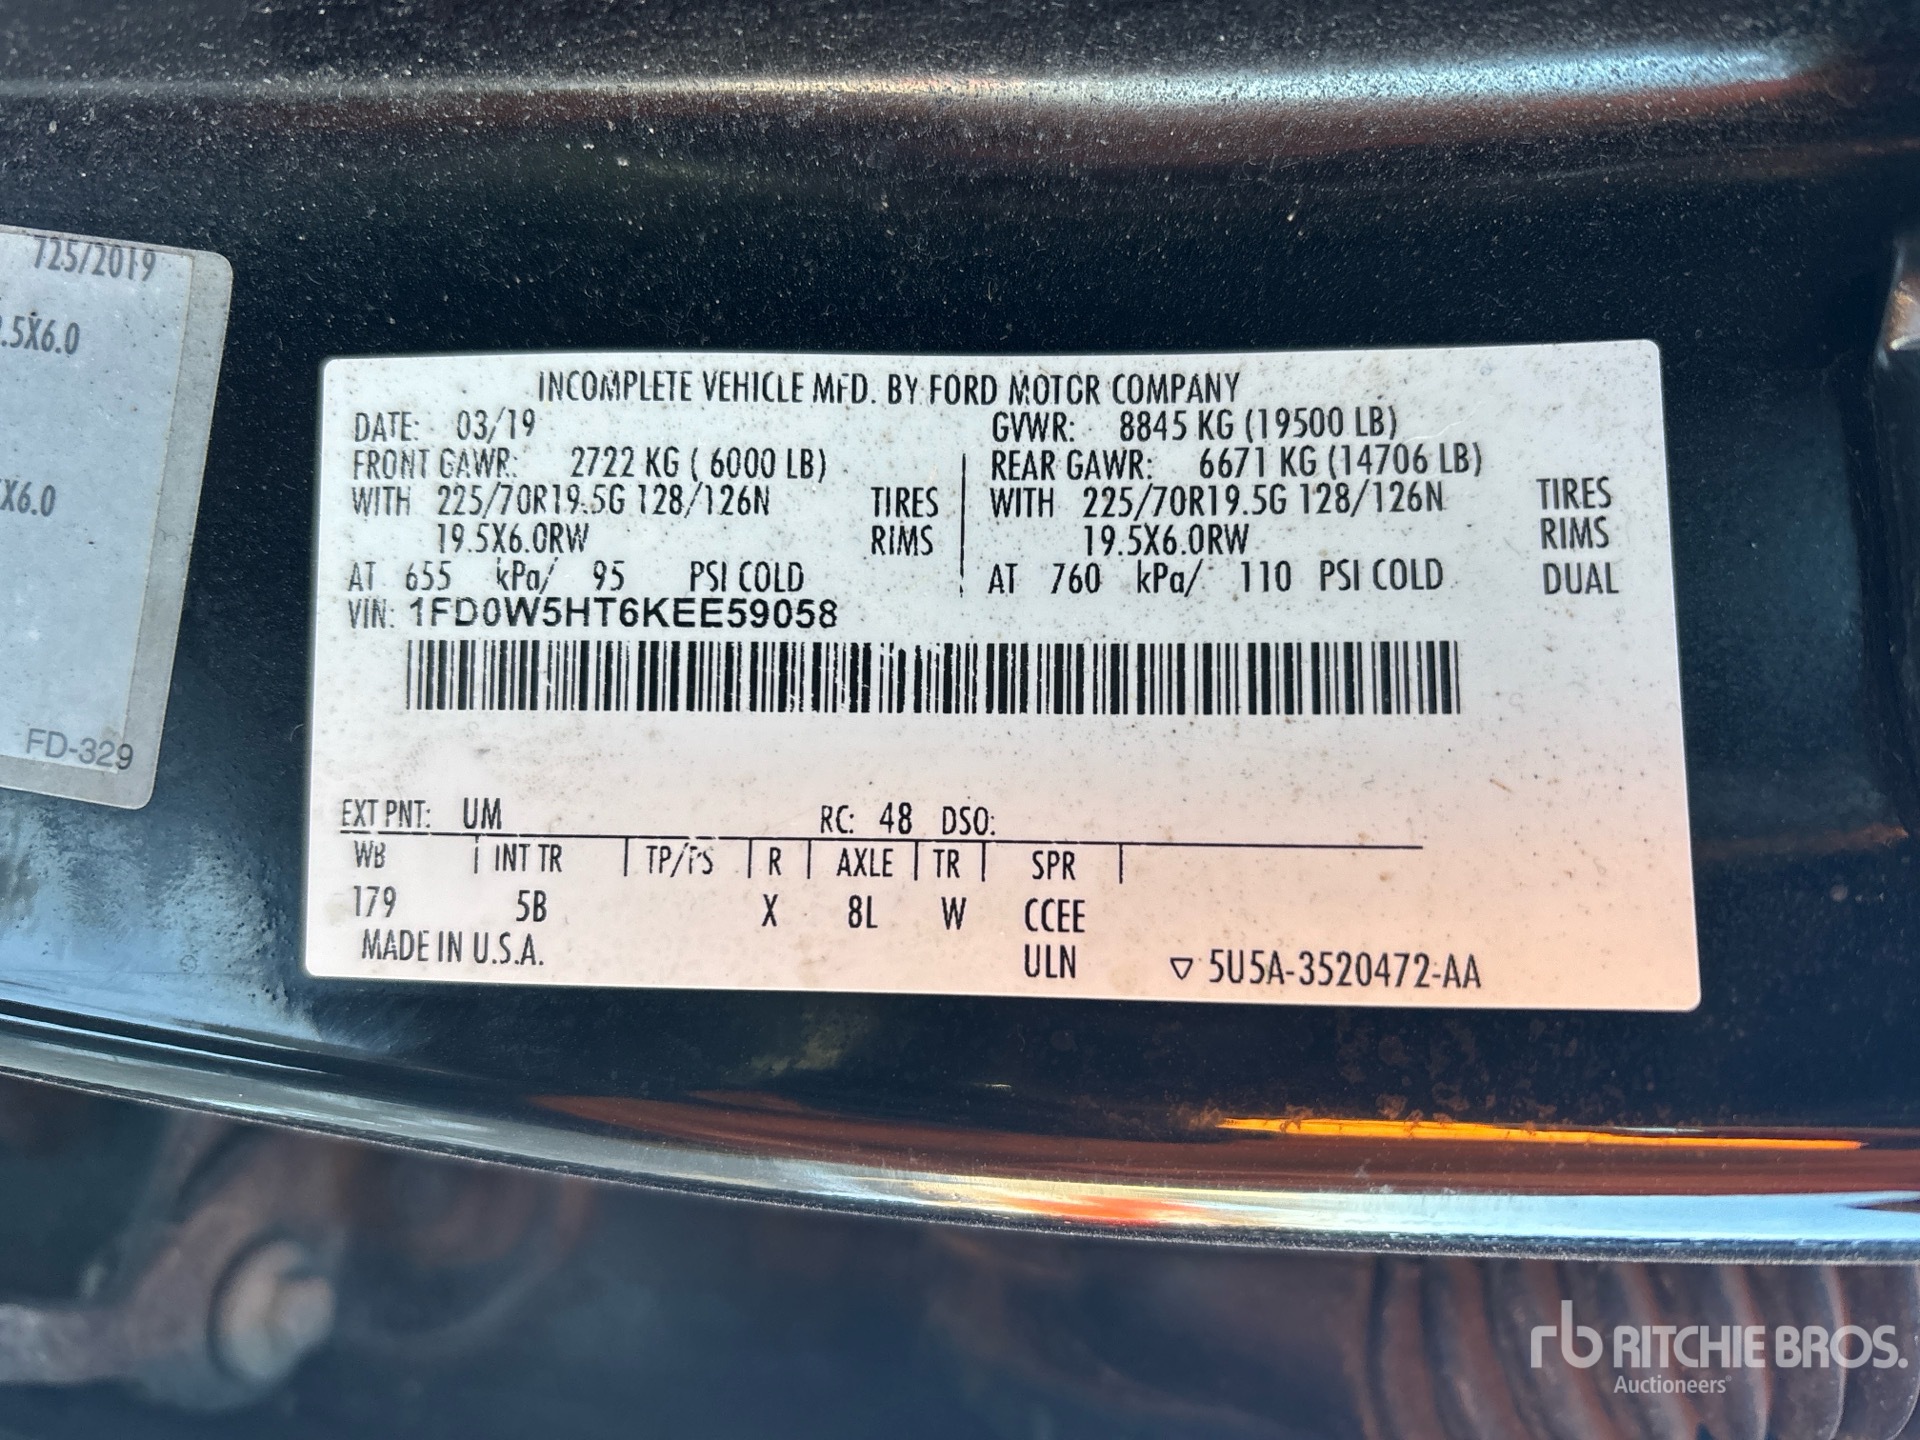 725/2019
.5X6.0
X6.0
FD-329
INCOMPLETE VEHICLE MFD. BY FORD MOTOR COMPANY
DATE: 03/19 GVWR: 8845 KG (19500 LB)
FRONT GAWR: 2722 KG ( 6000 LB) REAR GAWR: 6671 KG (14706 LB)
WITH 225/70R19.5G 128/126N TIRES WITH 225/70R19.5G 128/126N TIRES
19.5X6.0RW RIMS 19.5X6.0RW RIMS
AT 655 kPa/ 95 PSI COLD AT 760 kPa/ 110 PSI COLD DUAL
VIN: 1FD0W5HT6KEE59058
EXT PNT: UM RC: 48 DSO:
WB INT TR TP/PS R AXLE TR SPR
179 5B X 8L W CCEE
MADE IN U.S.A. ULN ▽ 5U5A-3520472-AA
rb RITCHIE BROS.
Auctioneers